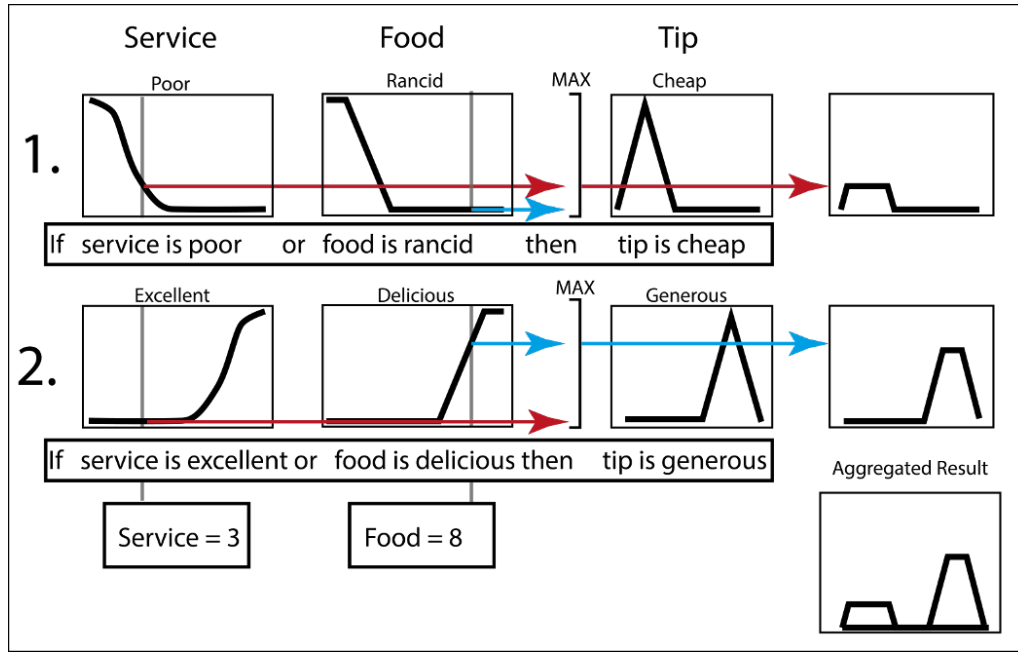 Service Food Tip
Poor Rancid MAX Cheap
1.
If service is poor or food is rancid then tip is cheap
Excellent Delicious MAX Generous
2.
If service is excellent or food is delicious then tip is generous
Aggregated Result
Service = 3 Food = 8